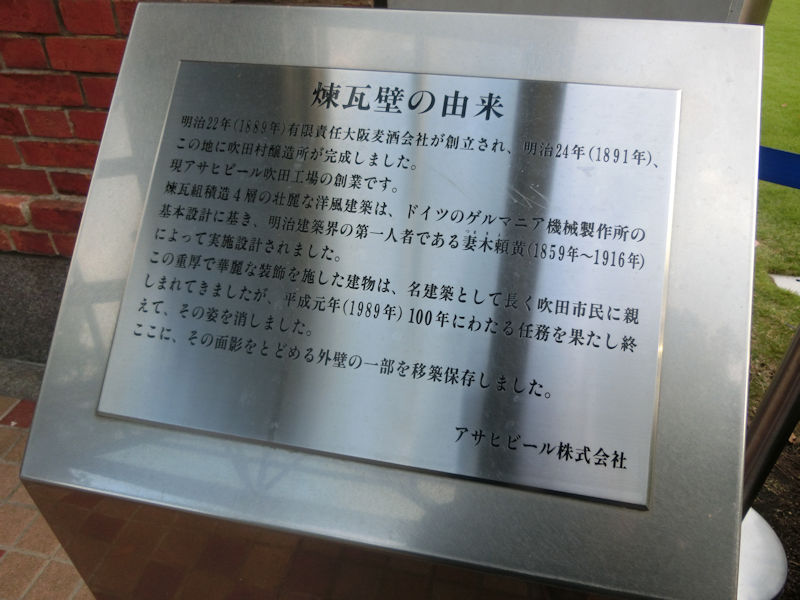 煉瓦壁の由来
明治22年(1889年)有限責任大阪麦酒会社が創立され、明治24年(1891年)、
この地に吹田村醸造所が完成しました。
現アサヒビール吹田工場の創業です。
煉瓦組積造4層の壮麗な洋風建築は、ドイツのゲルマニア機械製作所の
基本設計に基き、明治建築界の第一人者である妻木頼黄(1859年〜1916年)
によって実施設計されました。
この重厚で華麗な装飾を施した建物は、名建築として長く吹田市民に親
しまれてきましたが、平成元年(1989年)100年にわたる任務を果たし終
えて、その姿を消しました。
ここに、その面影をとどめる外壁の一部を移築保存しました。
アサヒビール株式会社